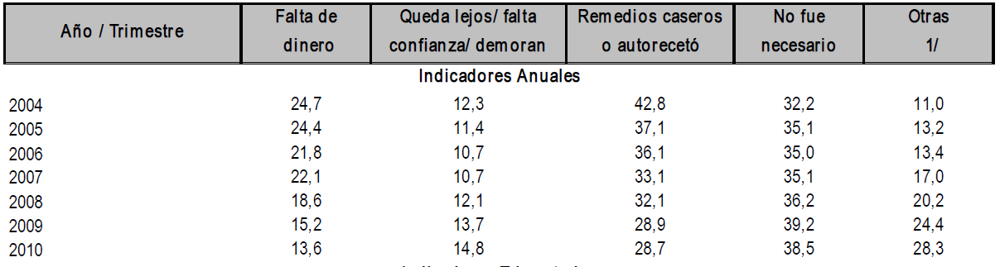 Año / Trimestre Falta de dinero Queda lejos/ falta confianza/ demoran Remedios caseros o autorecetó No fue necesario Otras 1/
Indicadores Anuales
2004 24,7 12,3 42,8 32,2 11,0
2005 24,4 11,4 37,1 35,1 13,2
2006 21,8 10,7 36,1 35,0 13,4
2007 22,1 10,7 33,1 35,1 17,0
2008 18,6 12,1 32,1 36,2 20,2
2009 15,2 13,7 28,9 39,2 24,4
2010 13,6 14,8 28,7 38,5 28,3